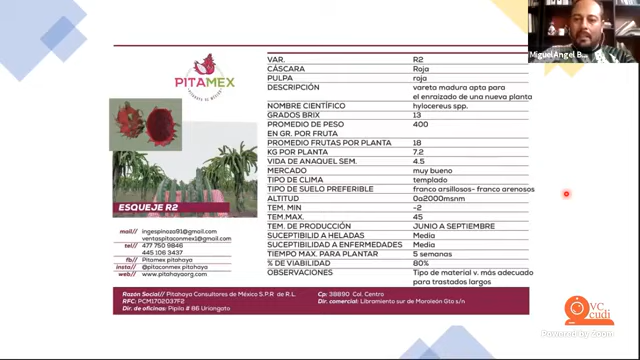 MiguelAngel B...
PITAMEX
VAR. R2
CÁSCARA Roja
PULPA roja
DESCRIPCIÓN vareta madura apta para
el enraizado de una nueva planta
NOMBRE CIENTÍFICO hylocereus spp.
GRADOS BRIX 13
PROMEDIO DE PESO 400
EN GR. POR FRUTA
PROMEDIO FRUTAS POR PLANTA 18
KG POR PLANTA 7.2
VIDA DE ANAQUEL SEM. 4.5
MERCADO muy bueno
TIPO DE CLIMA templado
TIPO DE SUELO PREFERIBLE franco arsillosos- franco arenosos
ALTITUD 0a2000msnm
TEM. MIN -2
TEM.MAX. 45
TEM. DE PRODUCCIÓN JUNIO A SEPTIEMBRE
SUCEPTIBILID A HELADAS Media
SUCEPTIBILIDAD A ENFERMEDADES Media
TIEMPO MAX. PARA PLANTAR 5 semanas
% DE VIABILIDAD 80%
OBSERVACIONES Tipo de material v. más adecuado
para trastados largos
ESQUEJE R2
mail// ingespinoza91@gmail.com
ventaspitaconmex1@gmail.com
tel// 477 750 9846
445 106 3437
fb// Pitamex pitahaya
insta// @pitaconmex pitahaya
web// www.pitahayaorg.com
Razón Social// Pitahaya Consultores de México S.P.R de R.L.
RFC: PCM1702037F2
Dir. de oficinas: Pipila # 86 Uriangato
Cp: 38890 Col. Centro
Dir. comercial: Libramiento sur de Moroleón Gto s/n
VC
cudi
Powered by Zoom